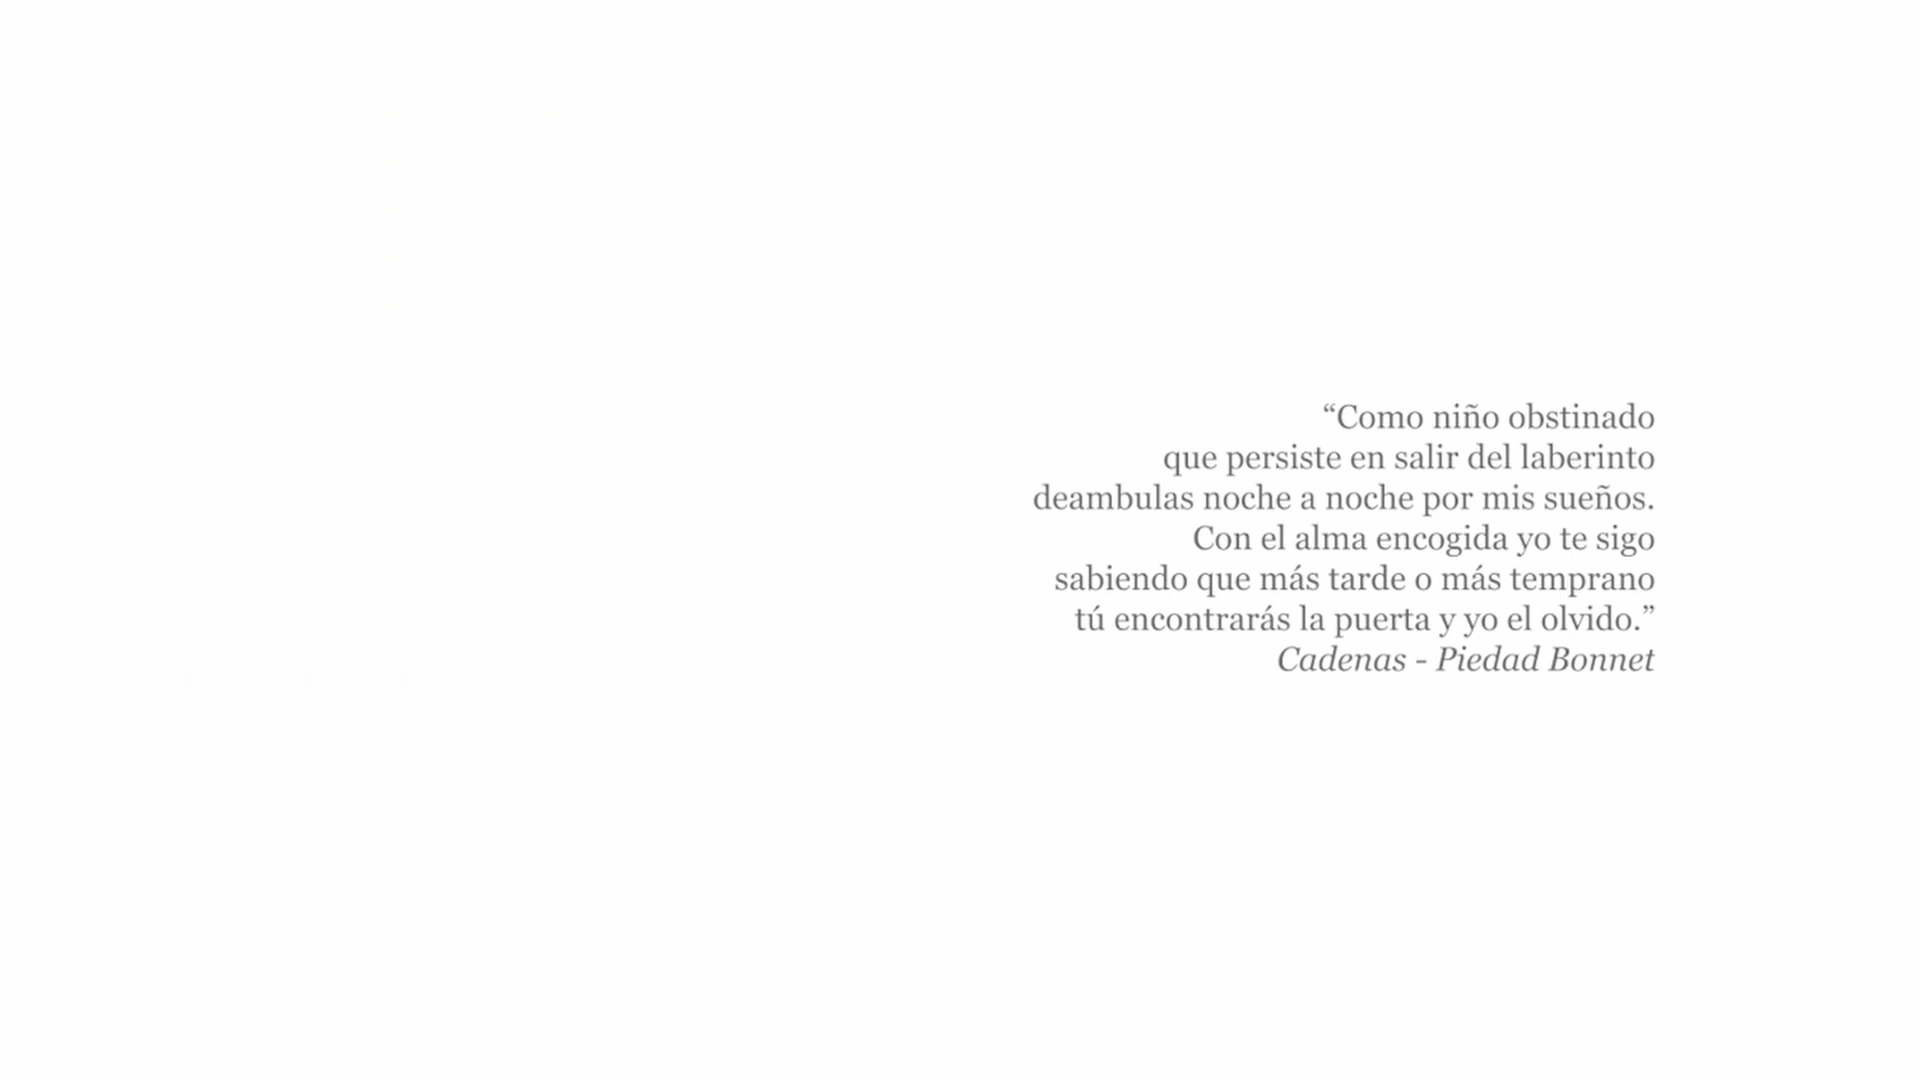 “Como niño obstinado
que persiste en salir del laberinto
deambulas noche a noche por mis sueños.
Con el alma encogida yo te sigo
sabiendo que más tarde o más temprano
tú encontrarás la puerta y yo el olvido.”
Cadenas - Piedad Bonnet